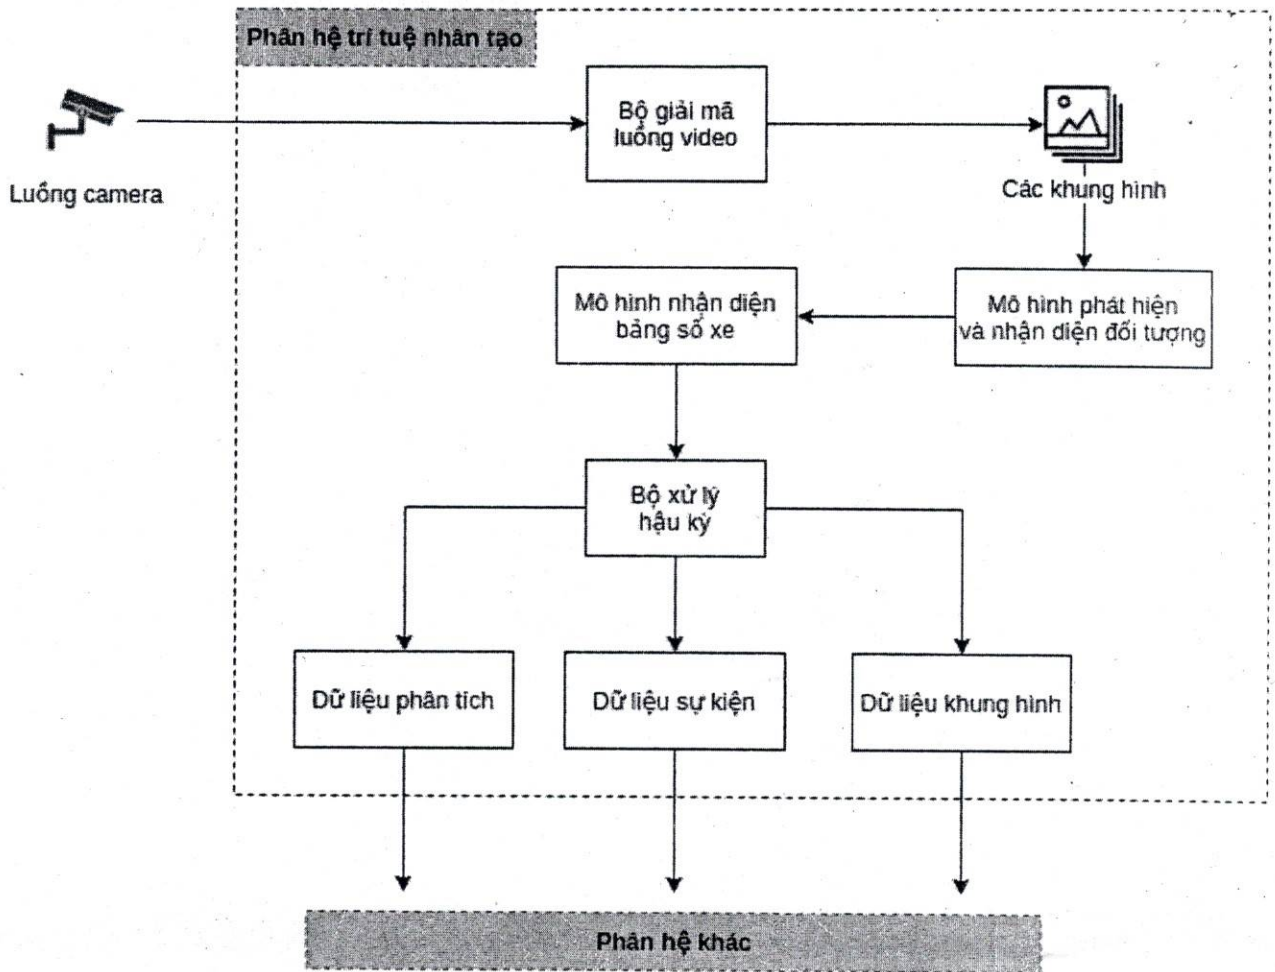 Phân hệ trí tuệ nhân tạo
Bộ giải mã
luồng video
Luồng camera
Các khung hình
Mô hình nhận diện
bảng số xe
Mô hình phát hiện
và nhận diện đối tượng
Bộ xử lý
hậu kỳ
Dữ liệu phân tích
Dữ liệu sự kiện
Dữ liệu khung hình
Phân hệ khác